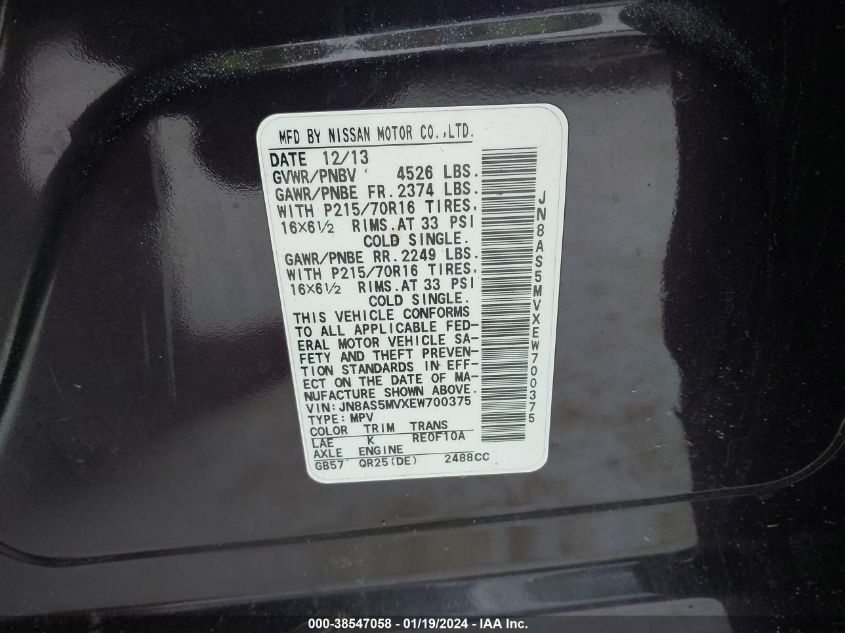 MFD BY NISSAN MOTOR CO.,LTD.
DATE 12/13
GVWR/PNBV 4526 LBS.
GAWR/PNBE FR. 2374 LBS.
WITH P215/70R16 TIRES,
16X6½ RIMS.AT 33 PSI
COLD SINGLE.
GAWR/PNBE RR. 2249 LBS.
WITH P215/70R16 TIRES,
16X6½ RIMS.AT 33 PSI
COLD SINGLE.
THIS VEHICLE CONFORMS
TO ALL APPLICABLE FED-
ERAL MOTOR VEHICLE SA-
FETY AND THEFT PREVEN-
TION STANDARDS IN EFF-
ECT ON THE DATE OF MA-
NUFACTURE SHOWN ABOVE.
VIN: JN8AS5MVXEW700375
TYPE: MPV
COLOR TRIM TRANS
LAE K RE0F10A
AXLE ENGINE
GB57 QR25(DE) 2488CC
JN8AS5MVXEW700375
000-38547058 - 01/19/2024 - IAA Inc.